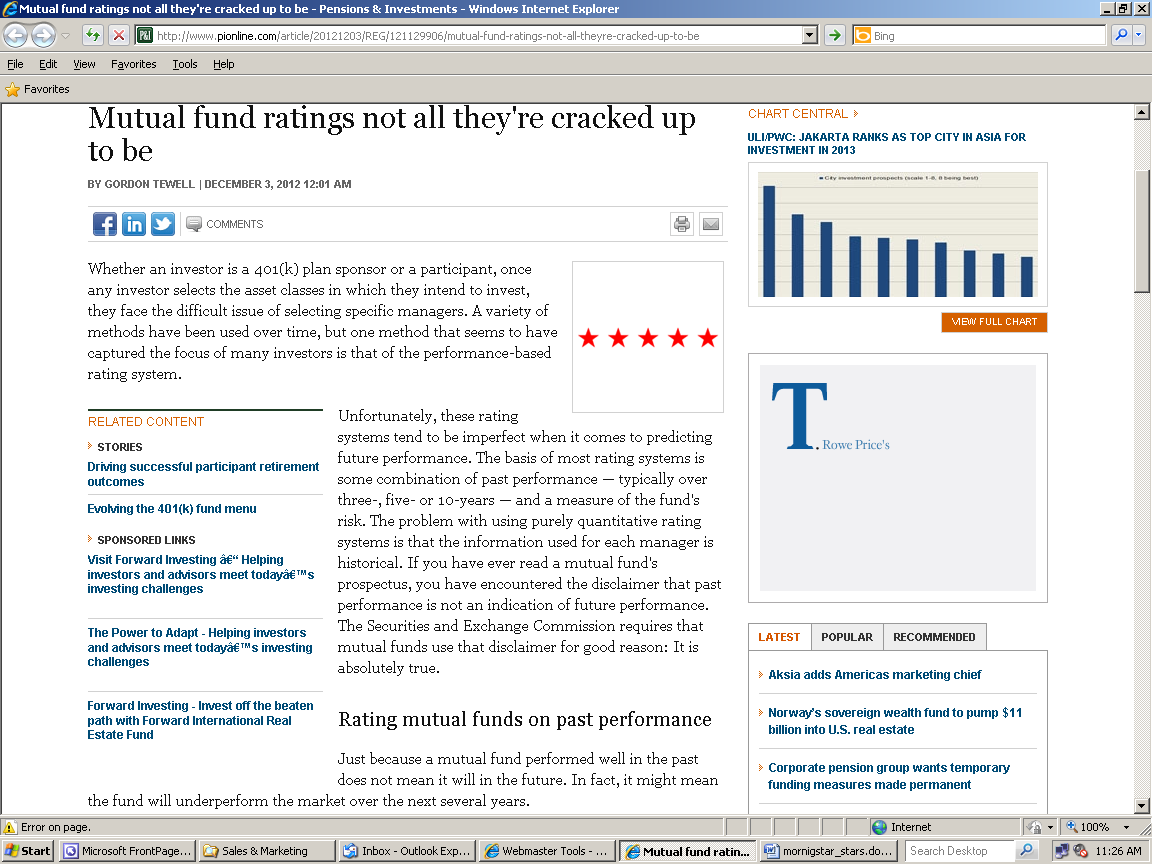 Mutual fund ratings not all they're cracked up to be - Pensions & Investments - Windows Internet Explorer
P&I http://www.pionline.com/article/20121203/REG/121129906/mutual-fund-ratings-not-all-theyre-cracked-up-to-be
Bing
File Edit View Favorites Tools Help
Favorites
Mutual fund ratings not all they're cracked up
to be
BY GORDON TEWELL | DECEMBER 3, 2012 12:01 AM
COMMENTS
Whether an investor is a 401(k) plan sponsor or a participant, once
any investor selects the asset classes in which they intend to invest,
they face the difficult issue of selecting specific managers. A variety of
methods have been used over time, but one method that seems to have
captured the focus of many investors is that of the performance-based
rating system.
RELATED CONTENT
STORIES
Driving successful participant retirement
outcomes
Evolving the 401(k) fund menu
SPONSORED LINKS
Visit Forward Investing â€“ Helping
investors and advisors meet todayâ€™s
investing challenges
The Power to Adapt - Helping investors
and advisors meet todayâ€™s investing
challenges
Forward Investing - Invest off the beaten
path with Forward International Real
Estate Fund
Unfortunately, these rating
systems tend to be imperfect when it comes to predicting
future performance. The basis of most rating systems is
some combination of past performance — typically over
three-, five- or 10-years — and a measure of the fund's
risk. The problem with using purely quantitative rating
systems is that the information used for each manager is
historical. If you have ever read a mutual fund's
prospectus, you have encountered the disclaimer that past
performance is not an indication of future performance.
The Securities and Exchange Commission requires that
mutual funds use that disclaimer for good reason: It is
absolutely true.
Rating mutual funds on past performance
Just because a mutual fund performed well in the past
does not mean it will in the future. In fact, it might mean
the fund will underperform the market over the next several years.
CHART CENTRAL
ULI/PWC: JAKARTA RANKS AS TOP CITY IN ASIA FOR
INVESTMENT IN 2013
City investment prospects (scale 1-8, 8 being best)
VIEW FULL CHART
T. Rowe Price's
LATEST POPULAR RECOMMENDED
Aksia adds Americas marketing chief
Norway's sovereign wealth fund to pump $11
billion into U.S. real estate
Corporate pension group wants temporary
funding measures made permanent
Error on page. Internet 100%
Start Microsoft FrontPage... Sales & Marketing Inbox - Outlook Exp... Webmaster Tools - ... Mutual fund ratin... mornigstar_stars.do... Search Desktop 11:26 AM